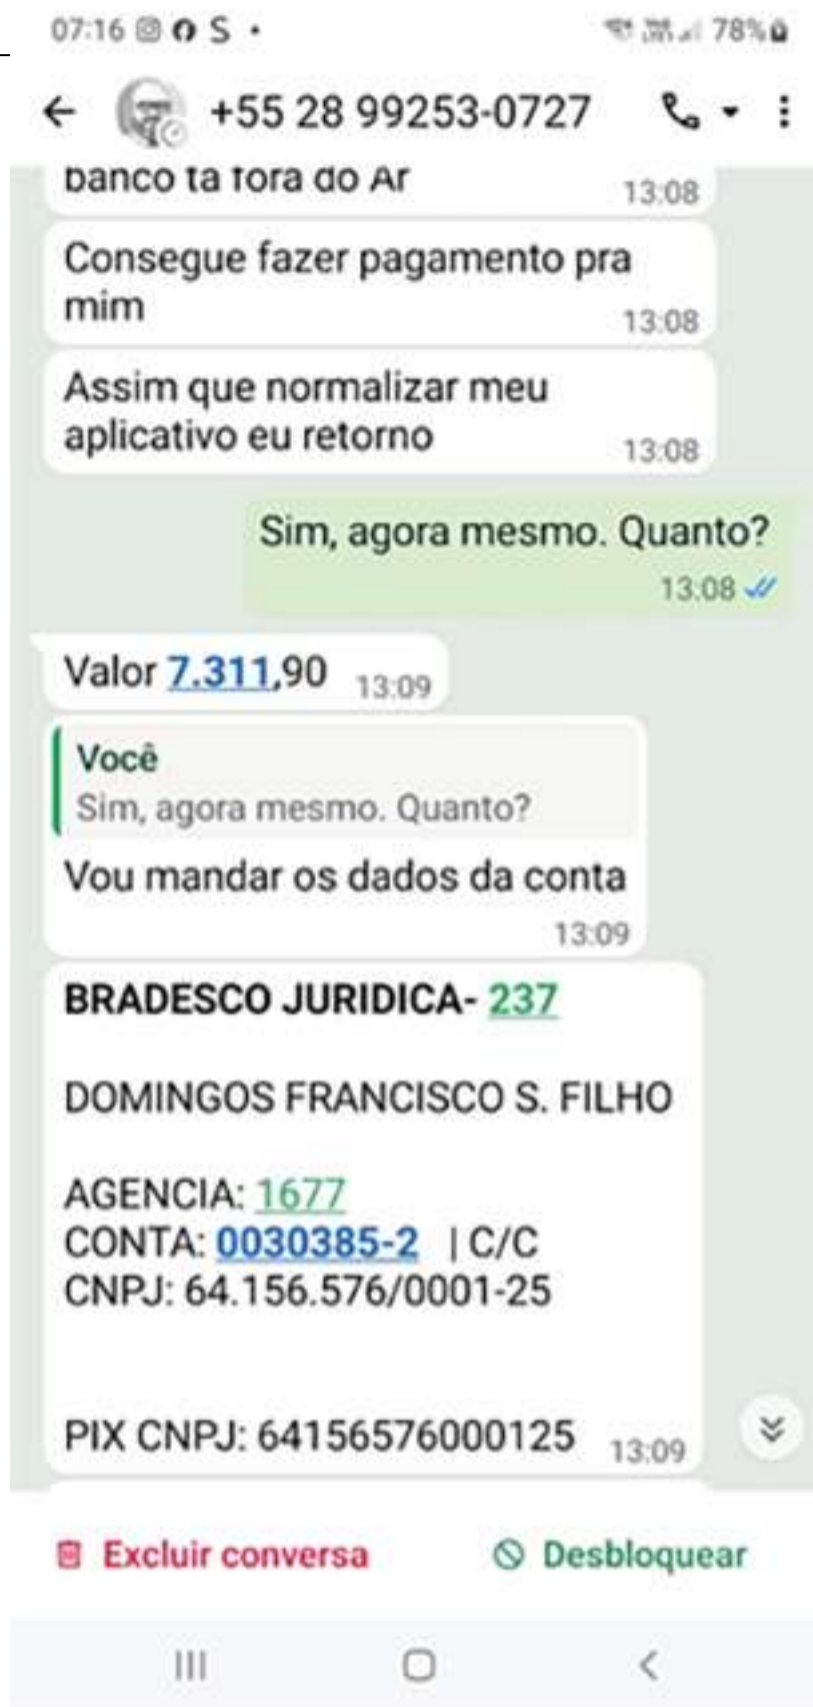 07:16 S
78%
+55 28 99253-0727
banco ta fora do Ar
13:08
Consegue fazer pagamento pra
mim
13:08
Assim que normalizar meu
aplicativo eu retorno
13:08
Sim, agora mesmo. Quanto?
13:08
Valor 7.311,90 13:09
Você
Sim, agora mesmo. Quanto?
Vou mandar os dados da conta
13:09
BRADESCO JURIDICA- 237
DOMINGOS FRANCISCO S. FILHO
AGENCIA: 1677
CONTA: 0030385-2 | C/C
CNPJ: 64.156.576/0001-25
PIX CNPJ: 64156576000125 13:09
Excluir conversa Desbloquear